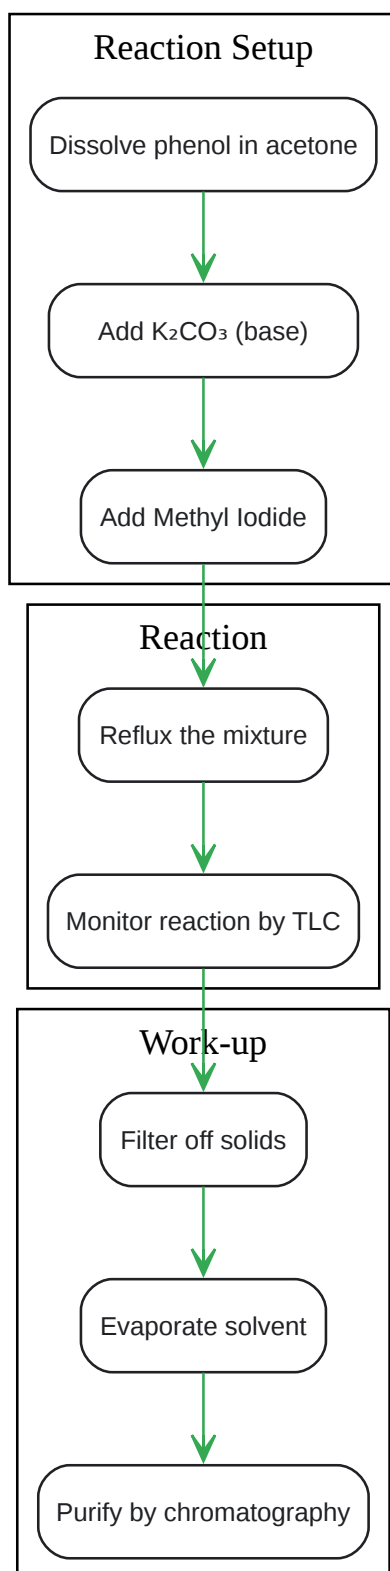 Reaction Setup
Dissolve phenol in acetone
Add K₂CO₃ (base)
Add Methyl Iodide
Reaction
Reflux the mixture
Monitor reaction by TLC
Work-up
Filter off solids
Evaporate solvent
Purify by chromatography